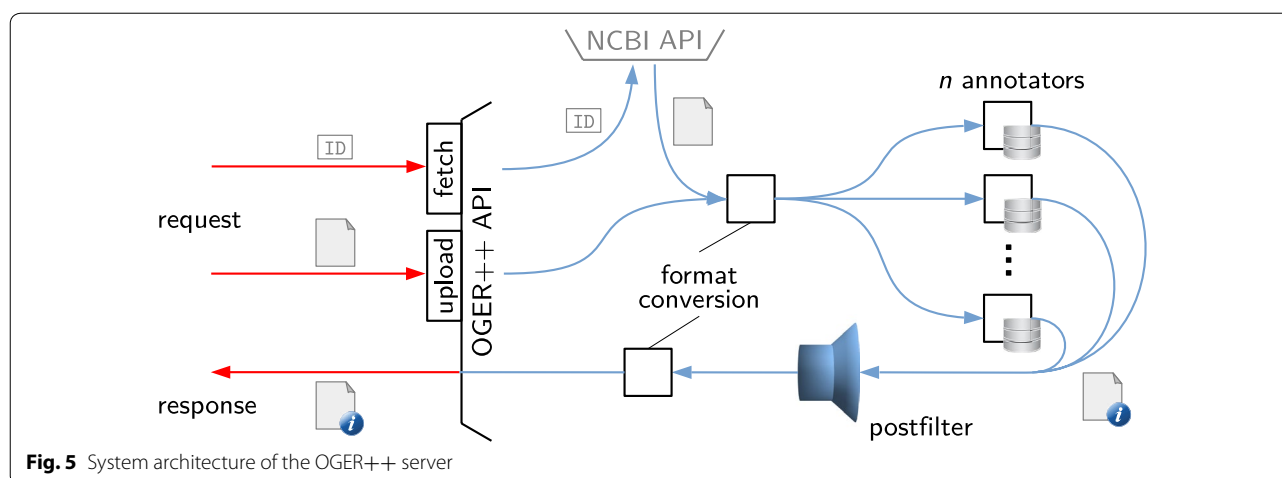 NCBI API
n annotators
ID
ID
fetch
request
upload
OGER++ API
format
conversion
response
postfilter
Fig. 5 System architecture of the OGER++ server